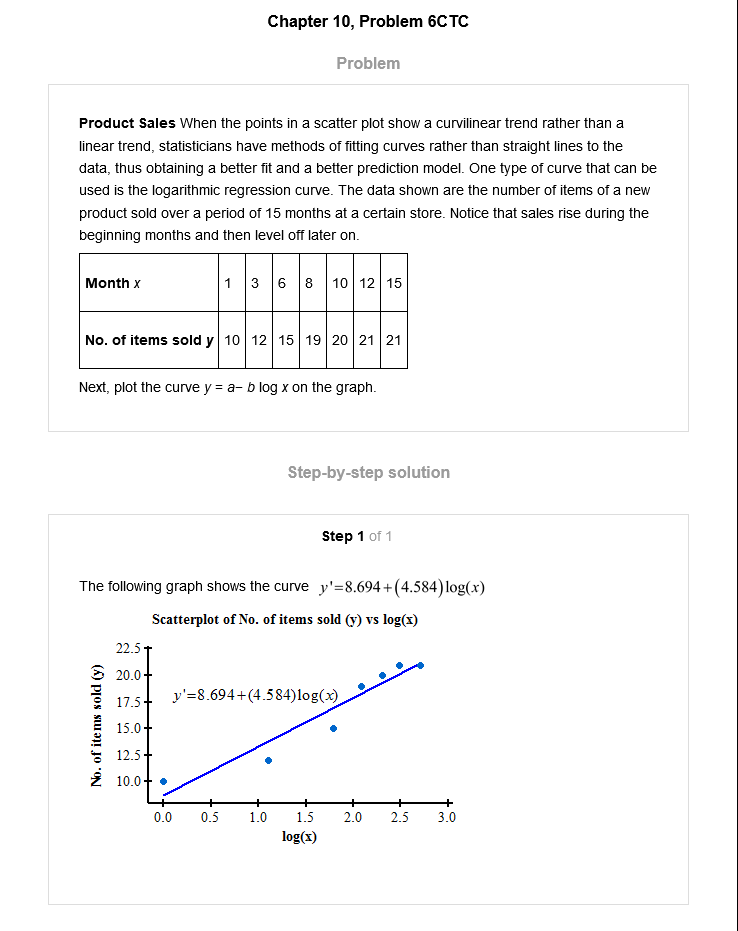 Chapter 10, Problem 6CTC
Problem
Product Sales When the points in a scatter plot show a curvilinear trend rather than a
linear trend, statisticians have methods of fitting curves rather than straight lines to the
data, thus obtaining a better fit and a better prediction model. One type of curve that can be
used is the logarithmic regression curve. The data shown are the number of items of a new
product sold over a period of 15 months at a certain store. Notice that sales rise during the
beginning months and then level off later on.
Month x 1 3 6 8 10 12 15
No. of items sold y 10 12 15 19 20 21 21
Next, plot the curve y = a− b log x on the graph.
Step-by-step solution
Step 1 of 1
The following graph shows the curve y'=8.694+(4.584)log(x)
Scatterplot of No. of items sold (y) vs log(x)
No. of items sold (y)
22.5
20.0
y'=8.694+(4.584)log(x)
17.5
15.0
12.5
10.0
0.0 0.5 1.0 1.5 2.0 2.5 3.0
log(x)